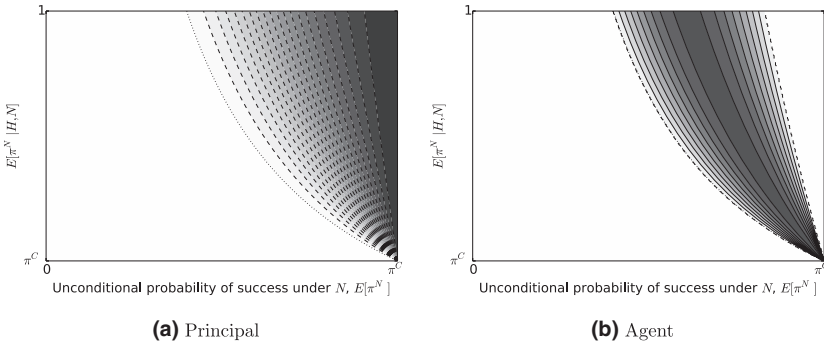 1
E[π^N |H,N]
π^C
0
π^C
Unconditional probability of success under N, E[π^N ]
(a) Principal
1
E[π^N |H,N]
π^C
0
π^C
Unconditional probability of success under N, E[π^N ]
(b) Agent